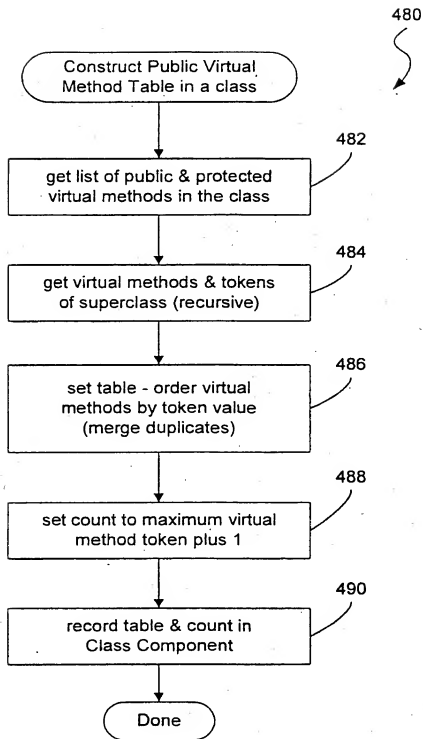 480
Construct Public Virtual
Method Table in a class
482
get list of public & protected
virtual methods in the class
484
get virtual methods & tokens
of superclass (recursive)
486
set table - order virtual
methods by token value
(merge duplicates)
488
set count to maximum virtual
method token plus 1
490
record table & count in
Class Component
Done